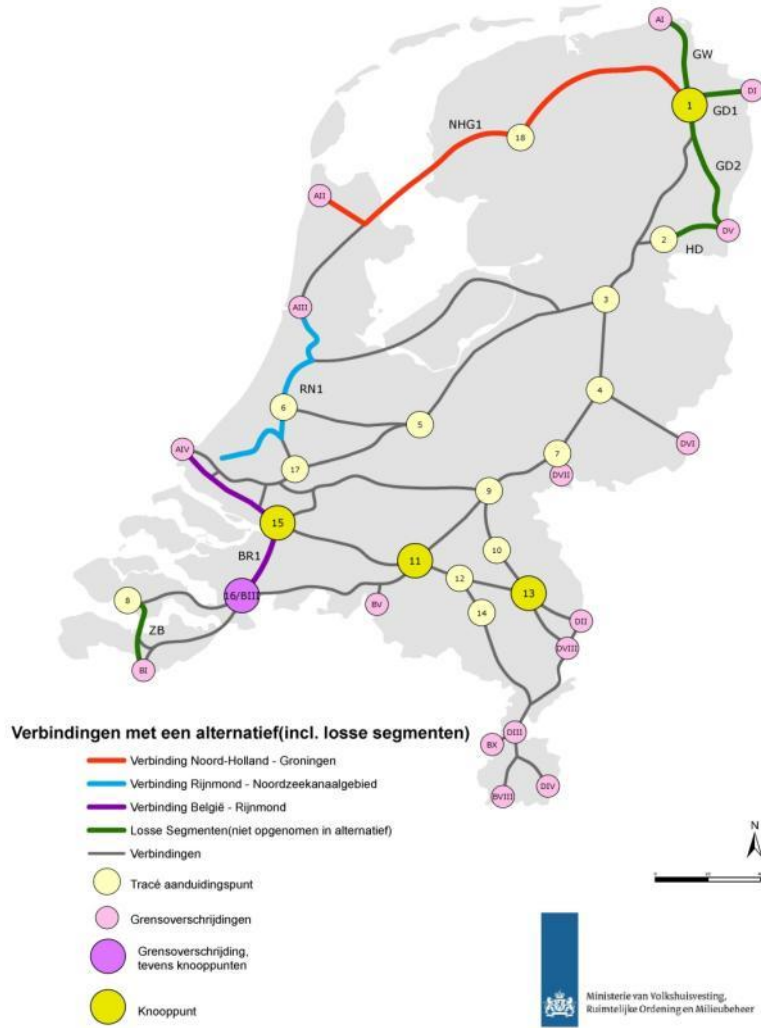 AI
GW
DI
1
GD1
NHG1
18
GD2
AII
DV
2
HD
3
AIII
RN1
4
6
5
AIV
DVI
7
17
DVII
9
15
10
BR1
11
12
13
16/BIII
8
BV
14
DII
ZB
DVIII
BI
DIII
BX
DIV
BVIII
Verbindingen met een alternatief(incl. losse segmenten)
Verbinding Noord-Holland - Groningen
Verbinding Rijnmond - Noordzeekanaalgebied
Verbinding België - Rijnmond
Losse Segmenten(niet opgenomen in alternatief)
Verbindingen
Tracé aanduidingspunt
Grensoverschrijdingen
Grensoverschrijding,
tevens knooppunten
Knooppunt
N
Ministerie van Volkshuisvesting,
Ruimtelijke Ordening en Milieubeheer